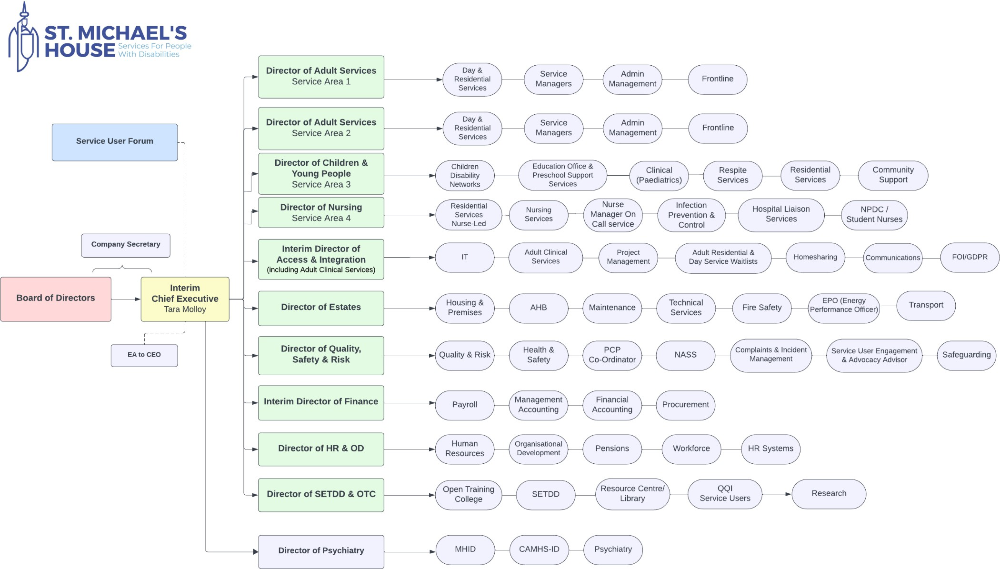 ST. MICHAEL'S
HOUSE
Services For People
With Disabilities
Service User Forum
Company Secretary
Board of Directors
Interim
Chief Executive
Tara Molloy
EA to CEO
Director of Adult Services
Service Area 1
Day &
Residential
Services
Service
Managers
Admin
Management
Frontline
Director of Adult Services
Service Area 2
Day &
Residential
Services
Service
Managers
Admin
Management
Frontline
Director of Children &
Young People
Service Area 3
Children
Disability
Networks
Education Office &
Preschool Support
Services
Clinical
(Paediatrics)
Respite
Services
Residential
Services
Community
Support
Director of Nursing
Service Area 4
Residential
Services
Nurse-Led
Nursing
Services
Nurse
Manager On
Call service
Infection
Prevention &
Control
Hospital Liaison
Services
NPDC /
Student Nurses
Interim Director of
Access & Integration
(including Adult Clinical Services)
IT
Adult Clinical
Services
Project
Management
Adult Residential &
Day Service Waitlists
Homesharing
Communications
FOI/GDPR
Director of Estates
Housing &
Premises
AHB
Maintenance
Technical
Services
Fire Safety
EPO (Energy
Performance Officer)
Transport
Director of Quality,
Safety & Risk
Quality & Risk
Health &
Safety
PCP
Co-Ordinator
NASS
Complaints & Incident
Management
Service User Engagement
& Advocacy Advisor
Safeguarding
Interim Director of Finance
Payroll
Management
Accounting
Financial
Accounting
Procurement
Director of HR & OD
Human
Resources
Organisational
Development
Pensions
Workforce
HR Systems
Director of SETDD & OTC
Open Training
College
SETDD
Resource Centre/
Library
QQI
Service Users
Research
Director of Psychiatry
MHID
CAMHS-ID
Psychiatry